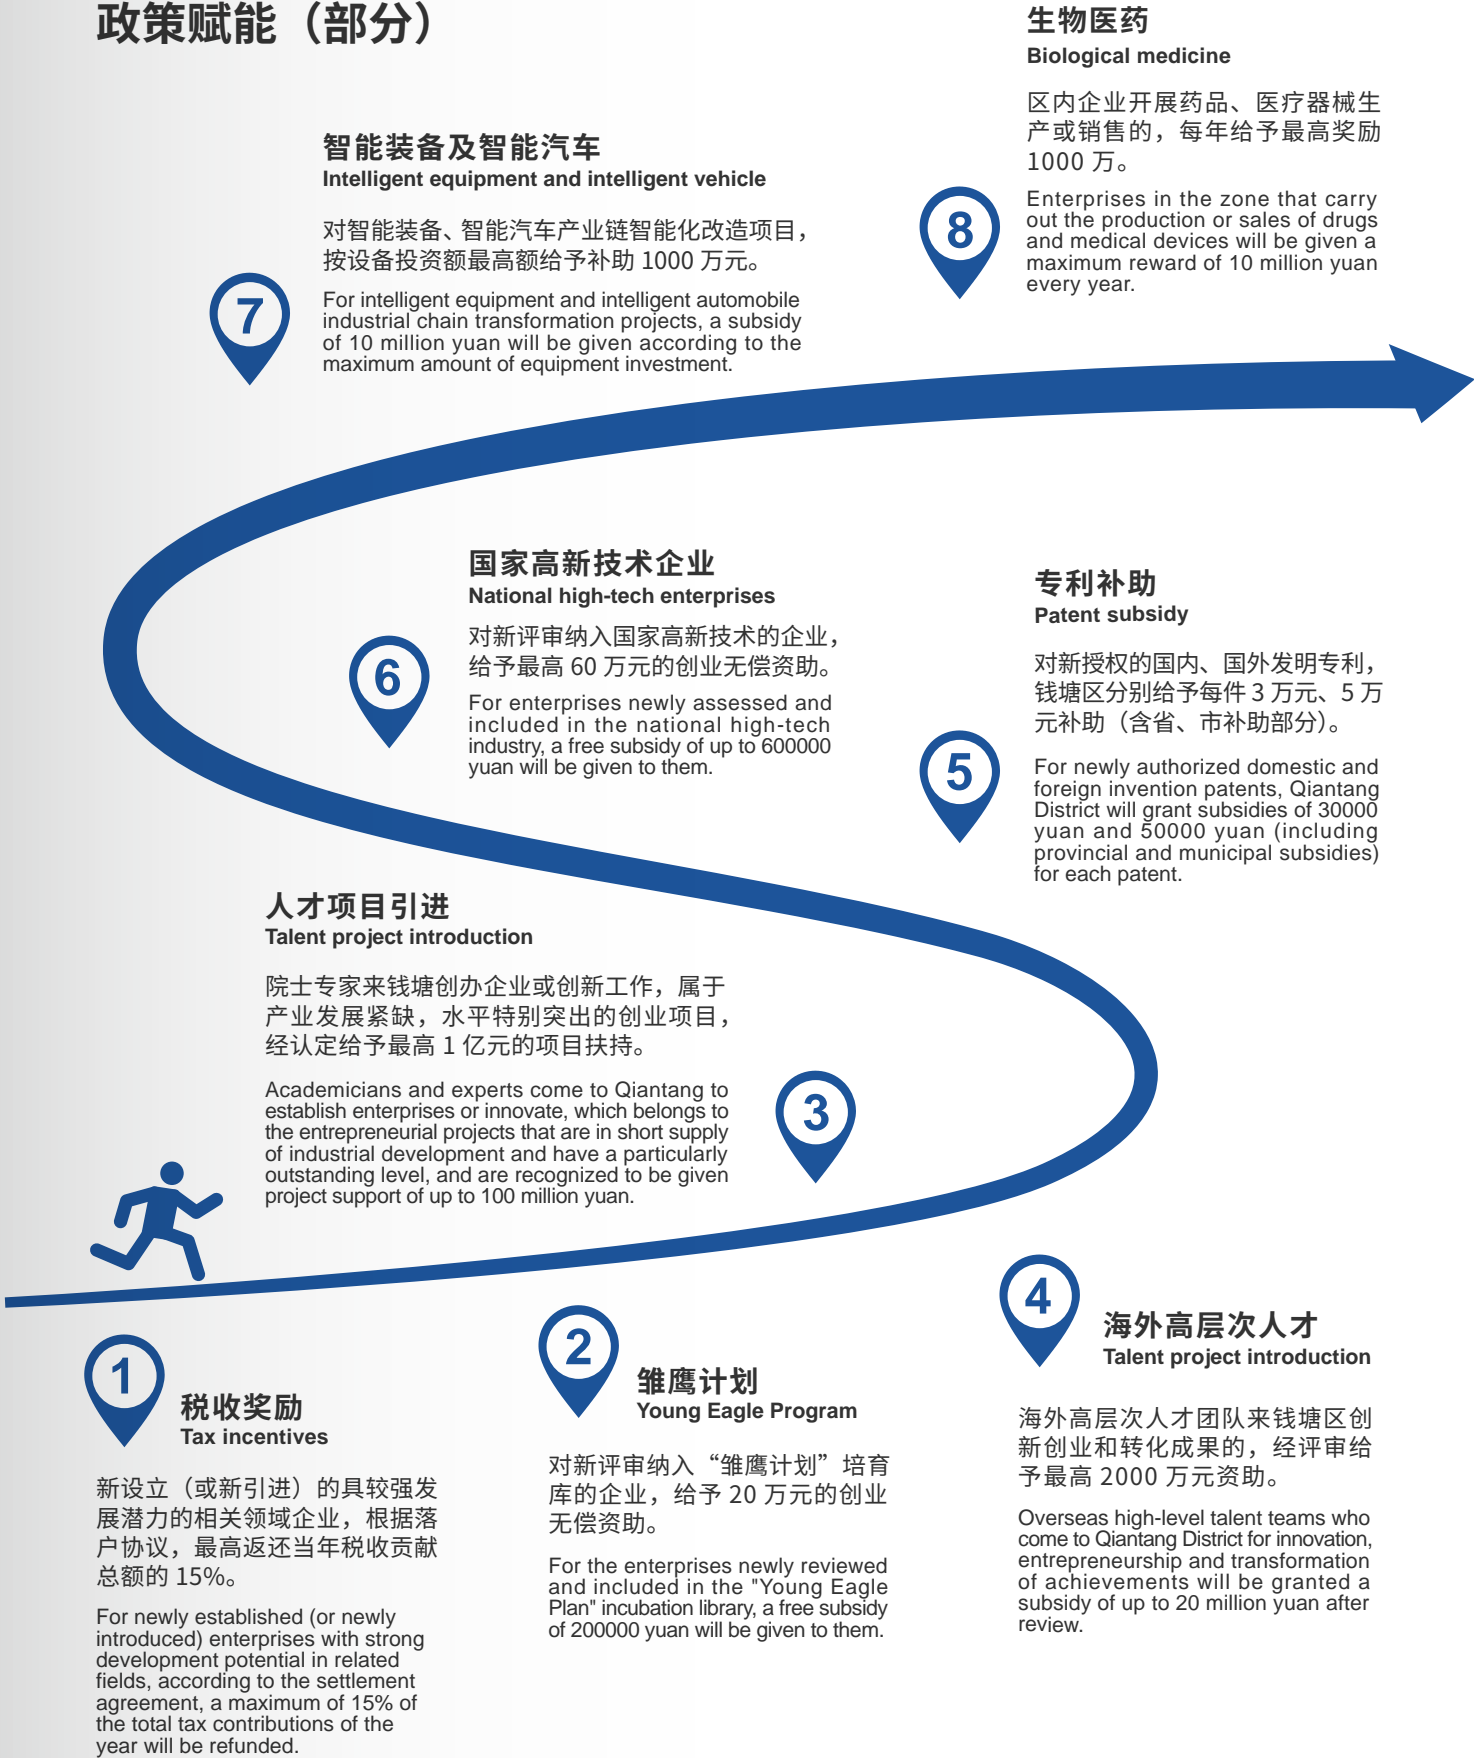 政策赋能（部分）
生物医药
Biological medicine
区内企业开展药品、医疗器械生
产或销售的，每年给予最高奖励
1000 万。
Enterprises in the zone that carry
out the production or sales of drugs
and medical devices will be given a
maximum reward of 10 million yuan
every year.
8
智能装备及智能汽车
Intelligent equipment and intelligent vehicle
对智能装备、智能汽车产业链智能化改造项目，
按设备投资额最高额给予补助 1000 万元。
For intelligent equipment and intelligent automobile
industrial chain transformation projects, a subsidy
of 10 million yuan will be given according to the
maximum amount of equipment investment.
7
国家高新技术企业
National high-tech enterprises
对新评审纳入国家高新技术的企业，
给予最高 60 万元的创业无偿资助。
For enterprises newly assessed and
included in the national high-tech
industry, a free subsidy of up to 600000
yuan will be given to them.
6
专利补助
Patent subsidy
对新授权的国内、国外发明专利，
钱塘区分别给予每件 3 万元、5 万
元补助（含省、市补助部分）。
For newly authorized domestic and
foreign invention patents, Qiantang
District will grant subsidies of 30000
yuan and 50000 yuan (including
provincial and municipal subsidies)
for each patent.
5
人才项目引进
Talent project introduction
院士专家来钱塘创办企业或创新工作，属于
产业发展紧缺，水平特别突出的创业项目，
经认定给予最高 1 亿元的项目扶持。
Academicians and experts come to Qiantang to
establish enterprises or innovate, which belongs to
the entrepreneurial projects that are in short supply
of industrial development and have a particularly
outstanding level, and are recognized to be given
project support of up to 100 million yuan.
3
4
海外高层次人才
Talent project introduction
海外高层次人才团队来钱塘区创
新创业和转化成果的，经评审给
予最高 2000 万元资助。
Overseas high-level talent teams who
come to Qiantang District for innovation,
entrepreneurship and transformation
of achievements will be granted a
subsidy of up to 20 million yuan after
review.
2
雏鹰计划
Young Eagle Program
对新评审纳入“雏鹰计划”培育
库的企业，给予 20 万元的创业
无偿资助。
For the enterprises newly reviewed
and included in the "Young Eagle
Plan" incubation library, a free subsidy
of 200000 yuan will be given to them.
1
税收奖励
Tax incentives
新设立（或新引进）的具较强发
展潜力的相关领域企业，根据落
户协议，最高返还当年税收贡献
总额的 15%。
For newly established (or newly
introduced) enterprises with strong
development potential in related
fields, according to the settlement
agreement, a maximum of 15% of
the total tax contributions of the
year will be refunded.